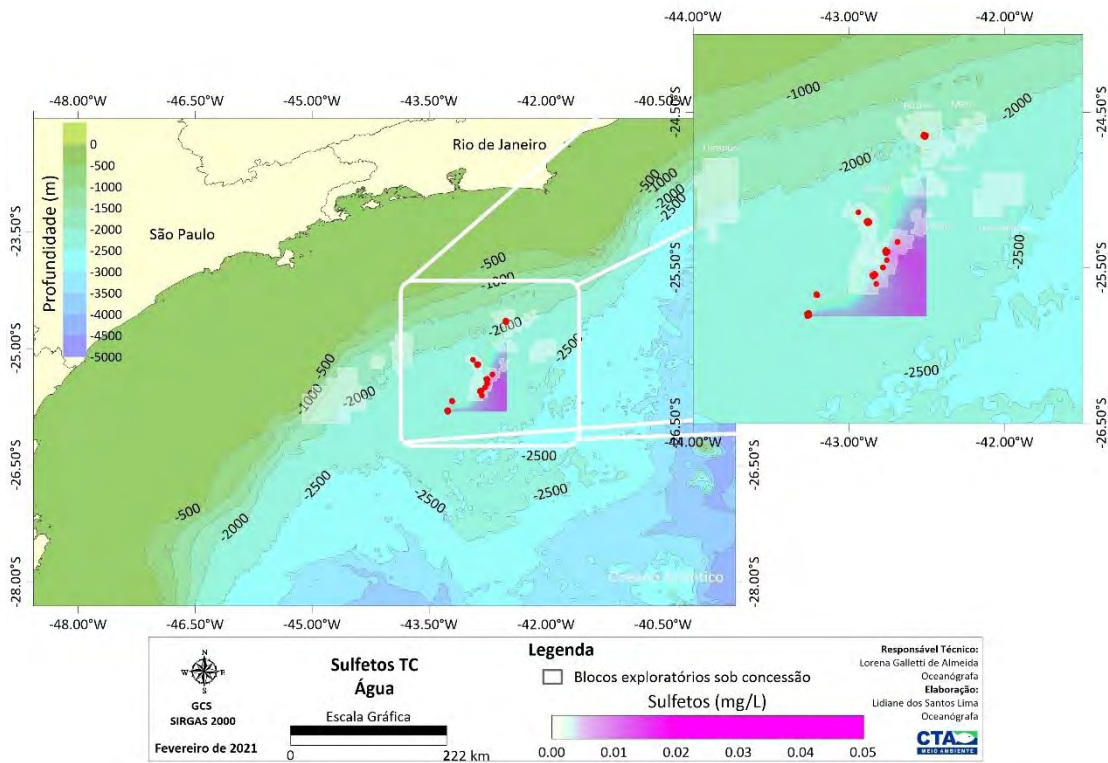 -44.00°W -43.00°W -42.00°W
-1000
-2000
-24.50°S
-2000
-25.50°S
-2500
-2500
-26.50°S
-44.00°W -43.00°W -42.00°W
-48.00°W -46.50°W -45.00°W -43.50°W -42.00°W -40.50°W
Rio de Janeiro
São Paulo
Profundidade (m)
0
-500
-1000
-1500
-2000
-2500
-3000
-3500
-4000
-4500
-5000
-500
-1000
-2000
-2500
-500
-1000
-2000
-2500
-500
-1000
-2000
-2500
-2500
-2500
-2500
-500
-2000
-23.50°S
-25.00°S
-26.50°S
-28.00°S
-26.50°S
-28.00°S
Oceano Atlântico
-48.00°W -46.50°W -45.00°W -43.50°W -42.00°W -40.50°W
N
W E
S
GCS
SIRGAS 2000
Fevereiro de 2021
Sulfetos TC
Água
Escala Gráfica
0 222 km
Legenda
Blocos exploratórios sob concessão
Sulfetos (mg/L)
0.00 0.01 0.02 0.03 0.04 0.05
Responsável Técnico:
Lorena Galletti de Almeida
Oceanógrafa
Elaboração:
Lidiane dos Santos Lima
Oceanógrafa
CTA
MEIO AMBIENTE